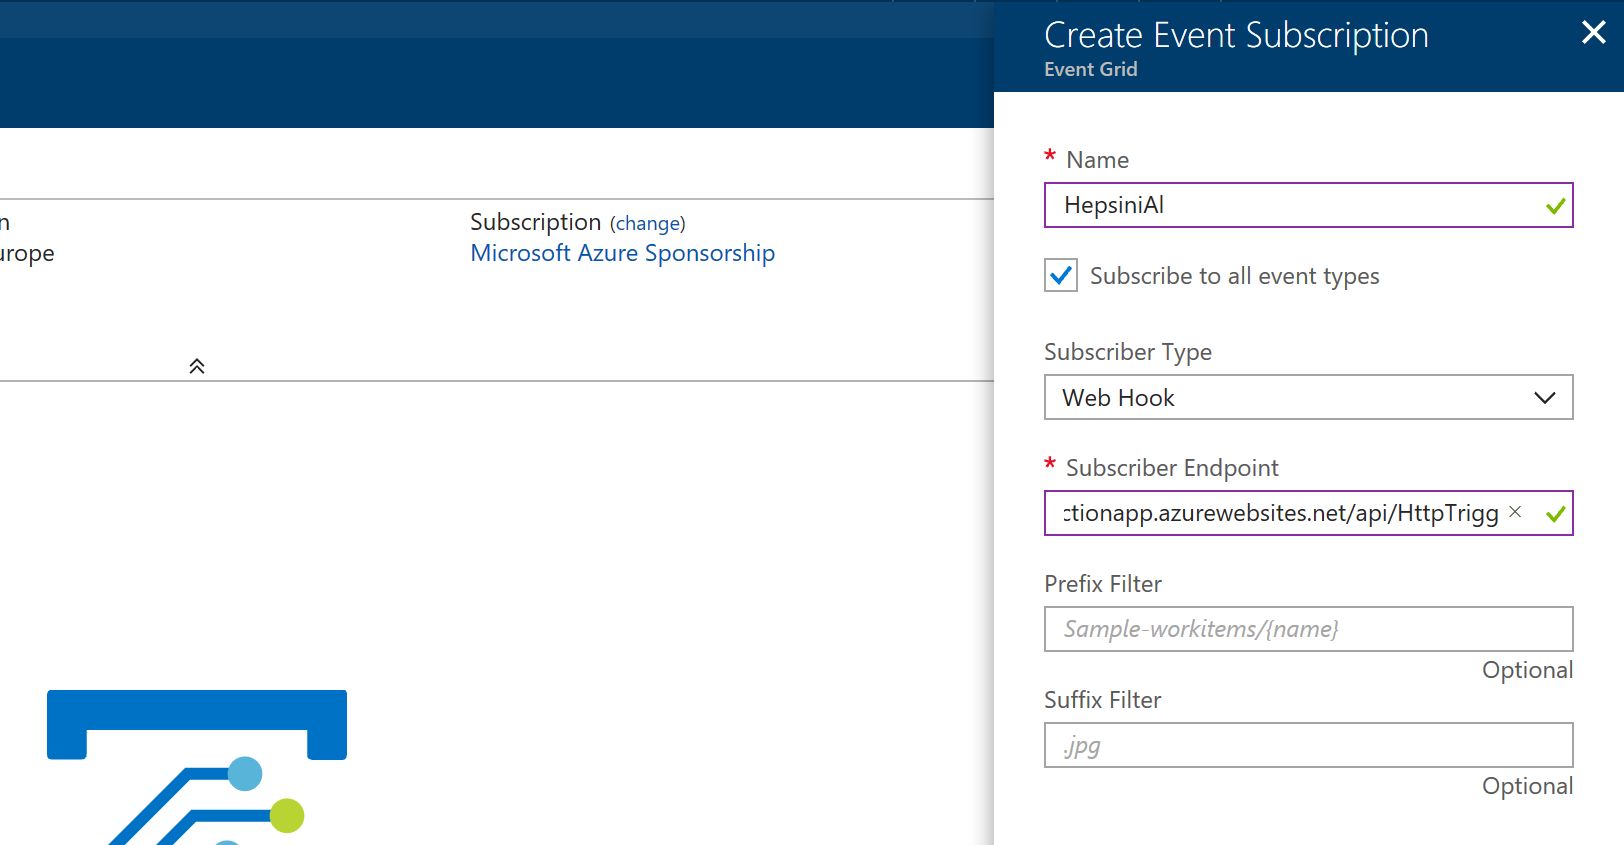 Create Event Subscription
Event Grid
* Name
HepsiniAl
Subscribe to all event types
Subscriber Type
Web Hook
* Subscriber Endpoint
ctionapp.azurewebsites.net/api/HttpTrigg
Prefix Filter
Sample-workitems/{name}
Optional
Suffix Filter
.jpg
Optional
n
urope
Subscription (change)
Microsoft Azure Sponsorship